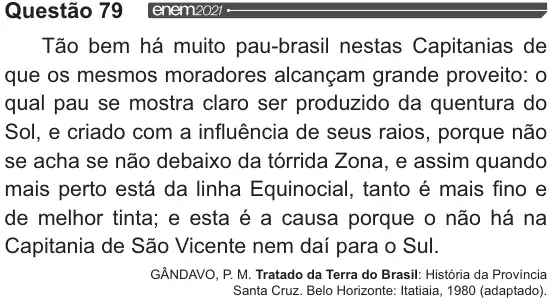 Questão 79 enem2021
Tão bem há muito pau-brasil nestas Capitanias de
que os mesmos moradores alcançam grande proveito: o
qual pau se mostra claro ser produzido da quentura do
Sol, e criado com a influência de seus raios, porque não
se acha se não debaixo da tórrida Zona, e assim quando
mais perto está da linha Equinocial, tanto é mais fino e
de melhor tinta; e esta é a causa porque o não há na
Capitania de São Vicente nem daí para o Sul.
GÂNDAVO, P. M. Tratado da Terra do Brasil: História da Província
Santa Cruz. Belo Horizonte: Itatiaia, 1980 (adaptado).